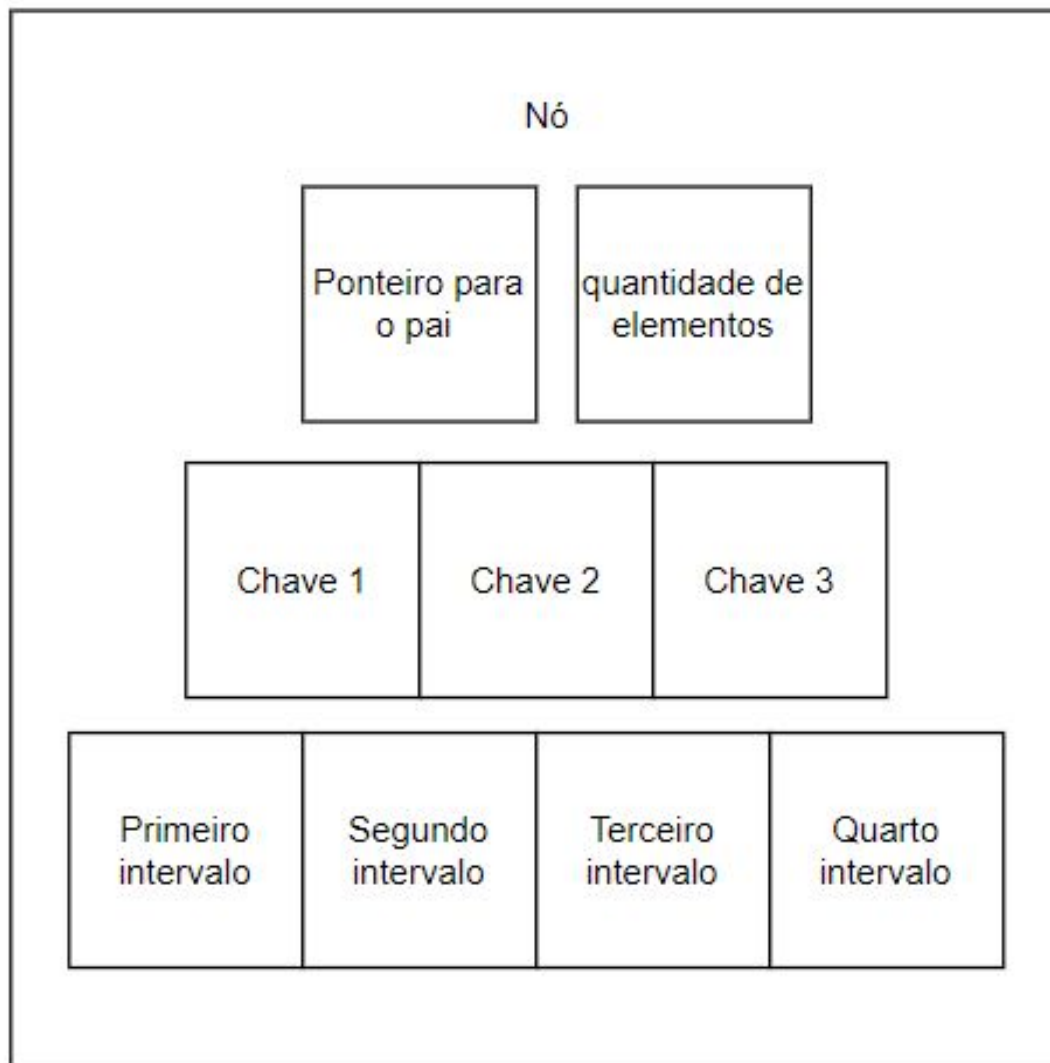 Nó
Ponteiro para
o pai
quantidade de
elementos
Chave 1
Chave 2
Chave 3
Primeiro
intervalo
Segundo
intervalo
Terceiro
intervalo
Quarto
intervalo